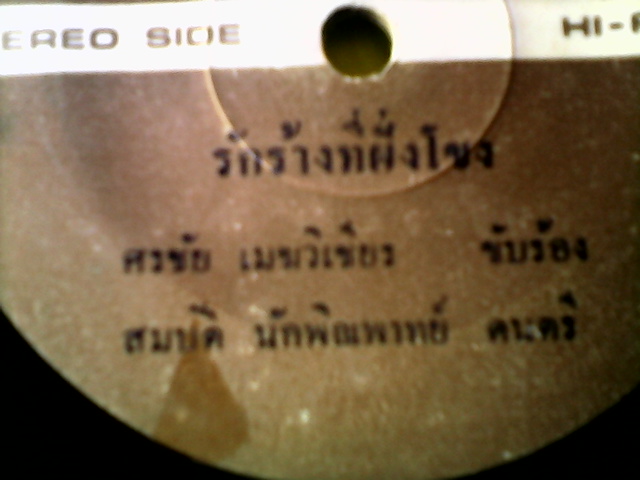 EREO SIDE HI-F
รักร้างที่ฝั่งโขง
ศรชัย เมฆวิเชียร ขับร้อง
สมบัติ นักพิณพาทย์ ดนตรี